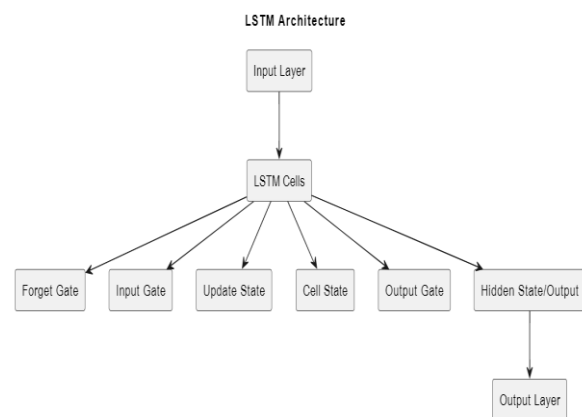 LSTM Architecture
Input Layer
LSTM Cells
Forget Gate
Input Gate
Update State
Cell State
Output Gate
Hidden State/Output
Output Layer